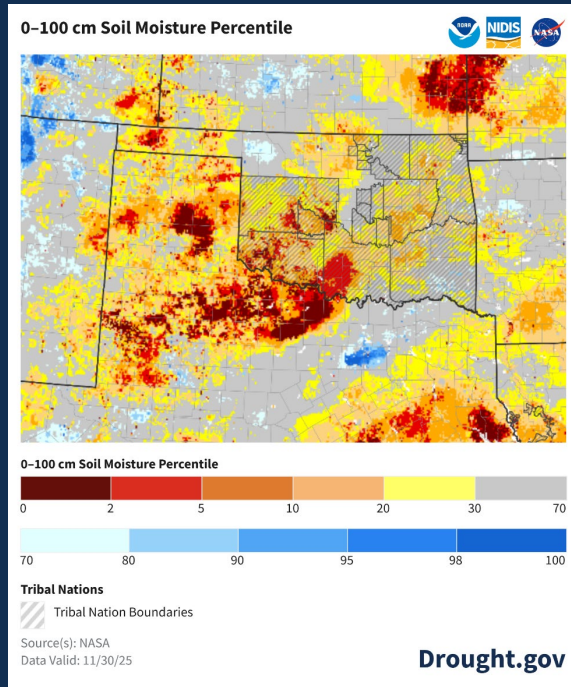 0–100 cm Soil Moisture Percentile
NOAA
NIDIS
NASA
0–100 cm Soil Moisture Percentile
0 2 5 10 20 30 70
70 80 90 95 98 100
Tribal Nations
Tribal Nation Boundaries
Source(s): NASA
Data Valid: 11/30/25
Drought.gov